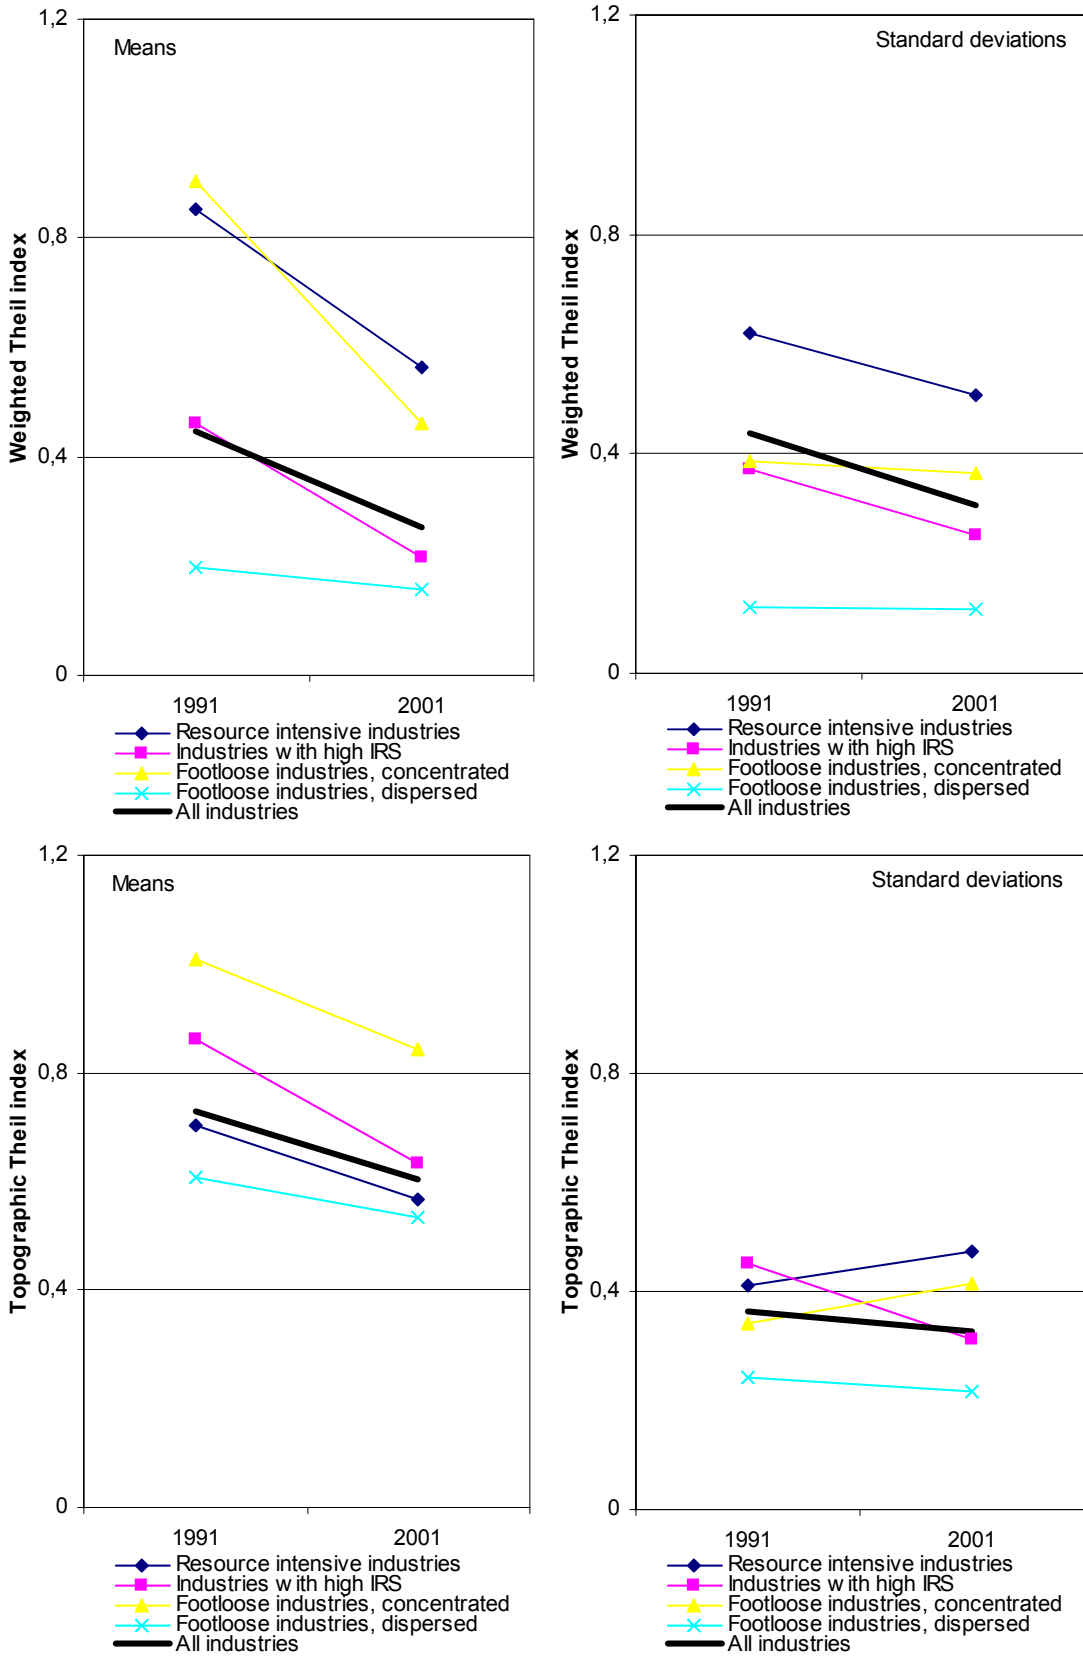 1,2
Means
0,8
0,4
0
Weighted Theil index
1991 2001
Resource intensive industries
Industries with high IRS
Footloose industries, concentrated
Footloose industries, dispersed
All industries
1,2
Standard deviations
0,8
0,4
0
Weighted Theil index
1991 2001
Resource intensive industries
Industries with high IRS
Footloose industries, concentrated
Footloose industries, dispersed
All industries
1,2
Means
0,8
0,4
0
Topographic Theil index
1991 2001
Resource intensive industries
Industries with high IRS
Footloose industries, concentrated
Footloose industries, dispersed
All industries
1,2
Standard deviations
0,8
0,4
0
Topographic Theil index
1991 2001
Resource intensive industries
Industries with high IRS
Footloose industries, concentrated
Footloose industries, dispersed
All industries